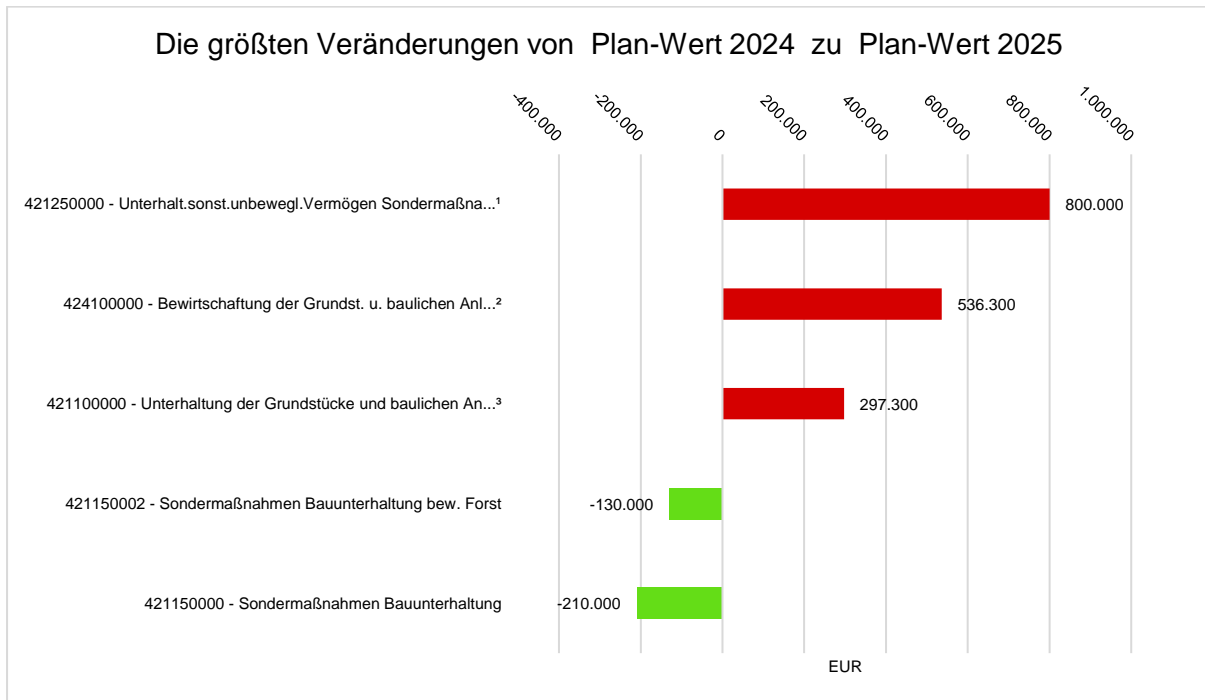 Die größten Veränderungen von  Plan-Wert 2024  zu  Plan-Wert 2025
-400.000
-200.000
0
200.000
400.000
600.000
800.000
1.000.000
421250000 - Unterhalt.sonst.unbewegl.Vermögen Sondermaßna...¹
800.000
424100000 - Bewirtschaftung der Grundst. u. baulichen Anl...²
536.300
421100000 - Unterhaltung der Grundstücke und baulichen An...³
297.300
421150002 - Sondermaßnahmen Bauunterhaltung bew. Forst
-130.000
421150000 - Sondermaßnahmen Bauunterhaltung
-210.000
EUR